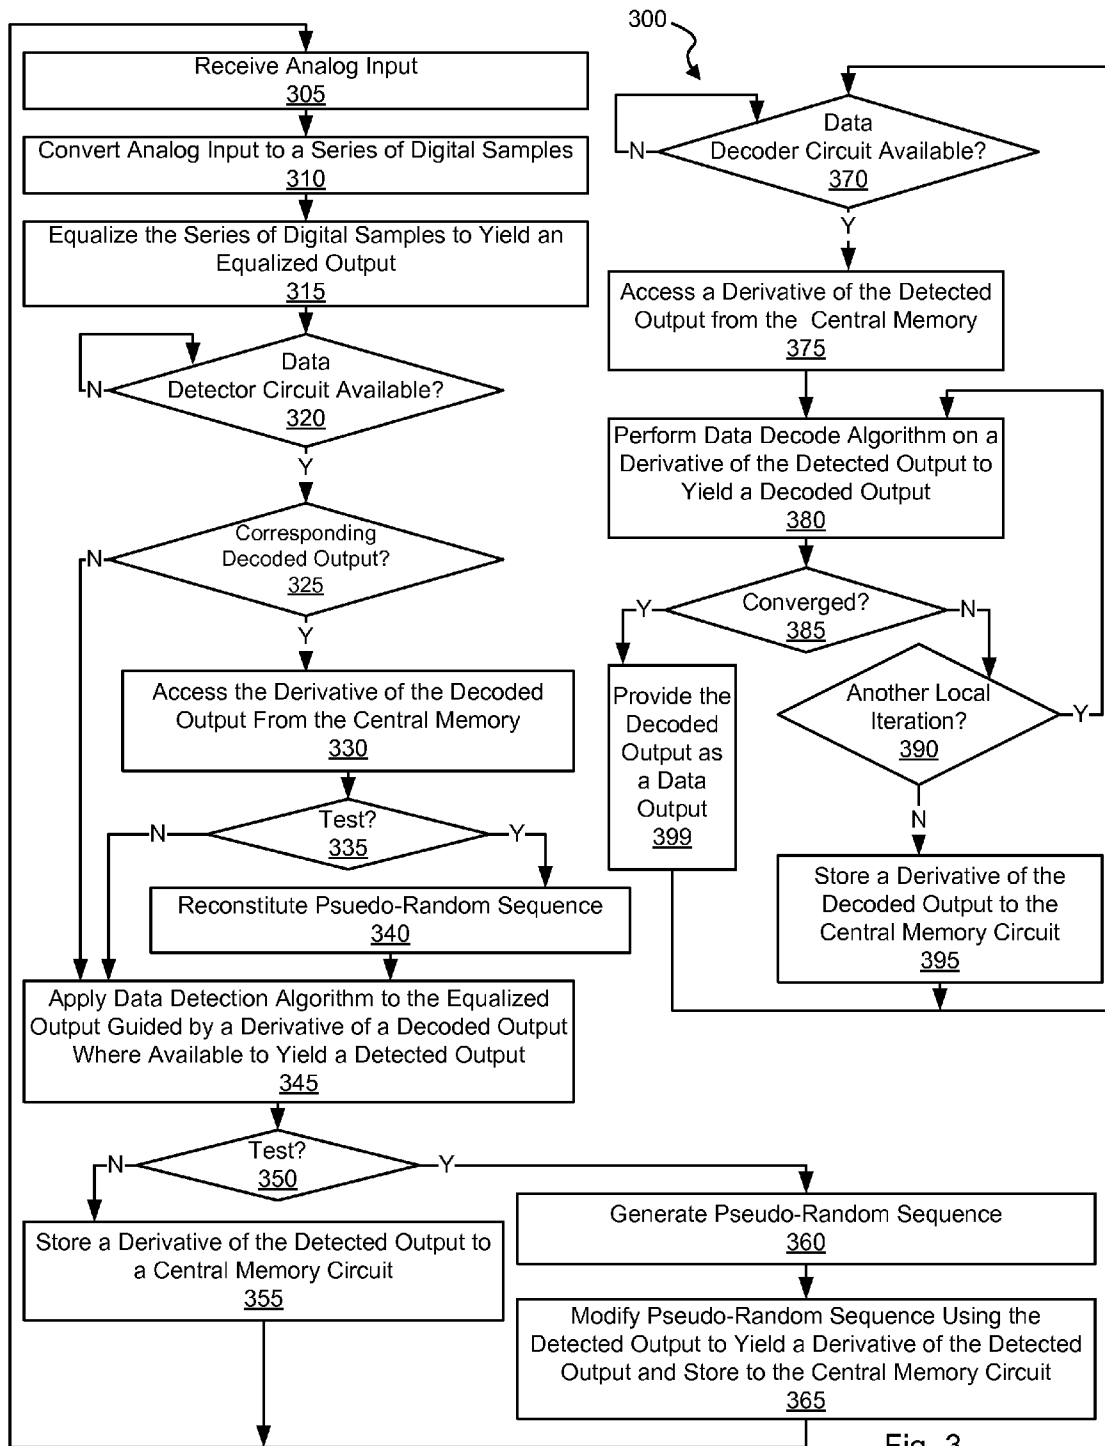 Receive Analog Input
305
Convert Analog Input to a Series of Digital Samples
310
Equalize the Series of Digital Samples to Yield an
Equalized Output
315
Data
Detector Circuit Available?
320
N
Y
Corresponding
Decoded Output?
325
N
Y
Access the Derivative of the Decoded
Output From the Central Memory
330
Test?
335
N
Y
Reconstitute Psuedo-Random Sequence
340
Apply Data Detection Algorithm to the Equalized
Output Guided by a Derivative of a Decoded Output
Where Available to Yield a Detected Output
345
Test?
350
N
Y
Store a Derivative of the Detected Output to
a Central Memory Circuit
355
Generate Pseudo-Random Sequence
360
Modify Pseudo-Random Sequence Using the
Detected Output to Yield a Derivative of the Detected
Output and Store to the Central Memory Circuit
365
300
Data
Decoder Circuit Available?
370
N
Y
Access a Derivative of the Detected
Output from the Central Memory
375
Perform Data Decode Algorithm on a
Derivative of the Detected Output to
Yield a Decoded Output
380
Converged?
385
Y
N
Provide the
Decoded
Output as
a Data
Output
399
Another Local
Iteration?
390
Y
N
Store a Derivative of the
Decoded Output to the
Central Memory Circuit
395
Fig. 3